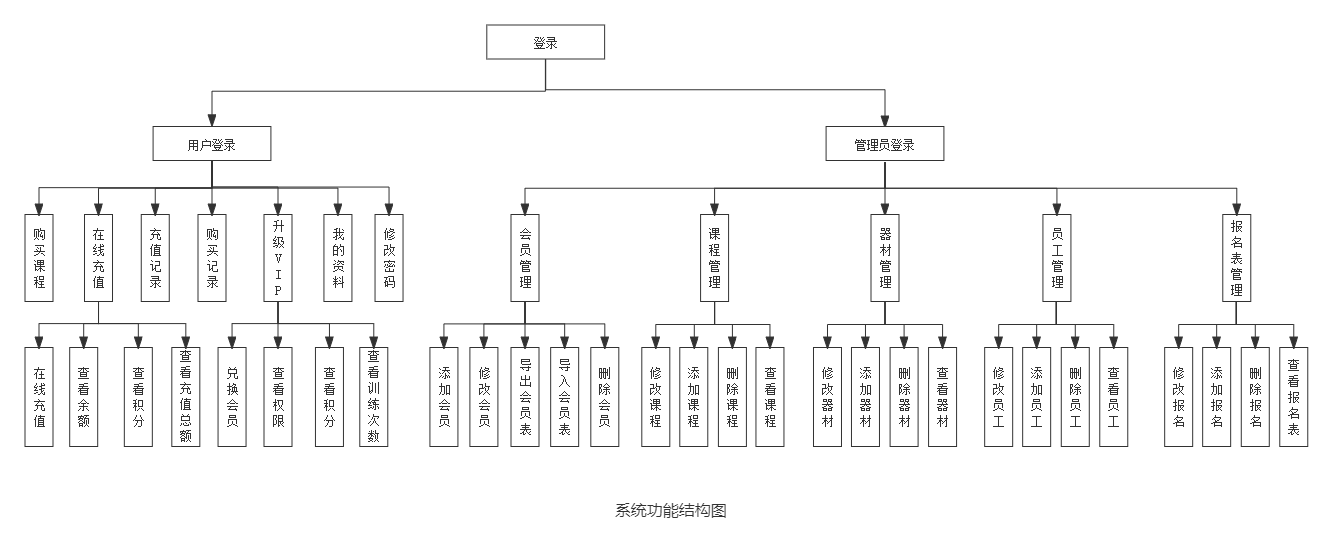 登录
用户登录
管理员登录
购买课程
在线充值
充值记录
购买记录
升级VIP
我的资料
修改密码
会员管理
课程管理
器材管理
员工管理
报名表管理
在线充值
查看余额
查看积分
查看充值总额
兑换会员
查看权限
查看积分
查看训练次数
添加会员
修改会员
导出会员表
导入会员表
删除会员
修改课程
添加课程
删除课程
查看课程
修改器材
添加器材
删除器材
查看器材
修改员工
添加员工
删除员工
查看员工
修改报名
添加报名
删除报名
查看报名表
系统功能结构图